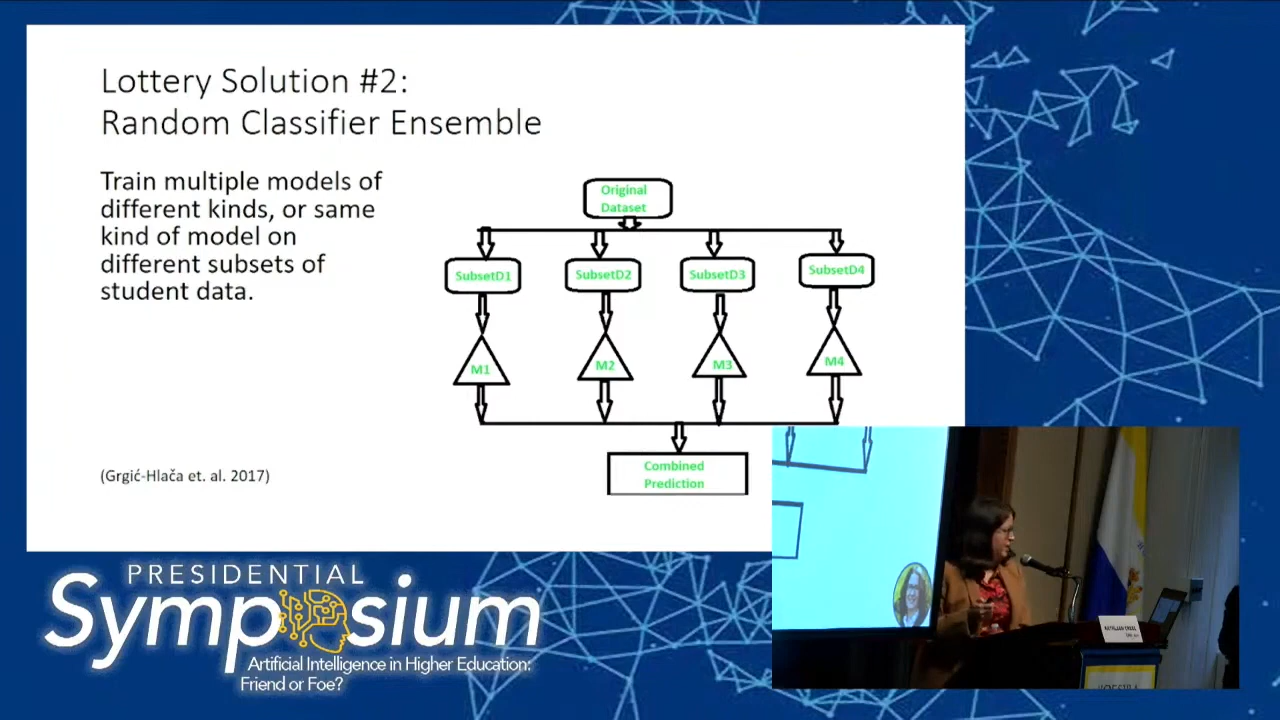 Lottery Solution #2:
Random Classifier Ensemble
Train multiple models of
different kinds, or same
kind of model on
different subsets of
student data.
Original
Dataset
SubsetD1
SubsetD2
SubsetD3
SubsetD4
M1
M2
M3
M4
Combined
Prediction
(Grgić-Hlača et. al. 2017)
PRESIDENTIAL
Symposium
Artificial Intelligence in Higher Education:
Friend or Foe?